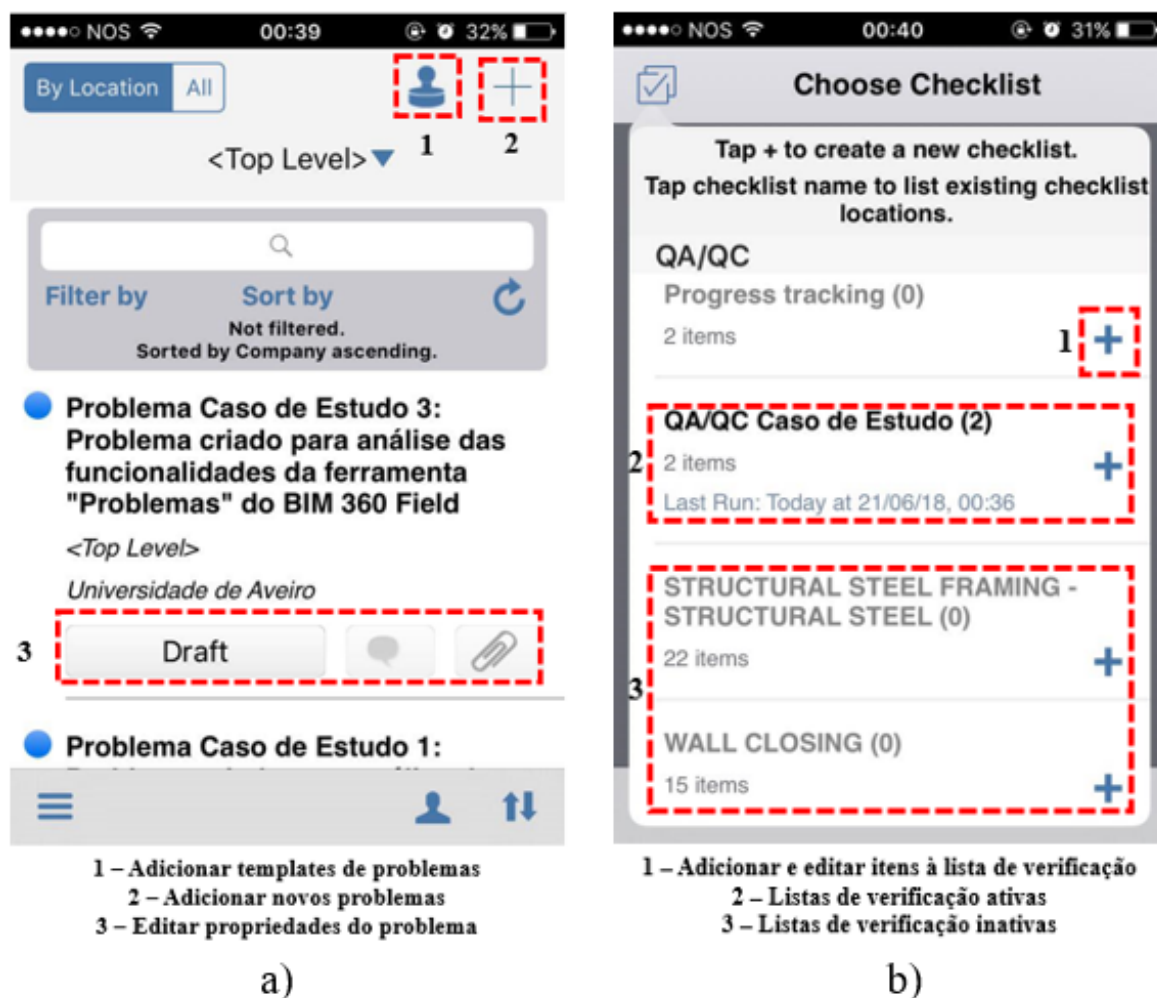 NOS 00:39 32%
By Location All
1 2
<Top Level>
Filter by Sort by
Not filtered.
Sorted by Company ascending.
Problema Caso de Estudo 3:
Problema criado para análise das
funcionalidades da ferramenta
"Problemas" do BIM 360 Field
<Top Level>
Universidade de Aveiro
3 Draft
Problema Caso de Estudo 1:
1 – Adicionar templates de problemas
2 – Adicionar novos problemas
3 – Editar propriedades do problema
a)
NOS 00:40 31%
Choose Checklist
Tap + to create a new checklist.
Tap checklist name to list existing checklist
locations.
QA/QC
Progress tracking (0)
2 items 1
QA/QC Caso de Estudo (2)
2 2 items
Last Run: Today at 21/06/18, 00:36
STRUCTURAL STEEL FRAMING -
STRUCTURAL STEEL (0)
22 items
3
WALL CLOSING (0)
15 items
1 – Adicionar e editar itens à lista de verificação
2 – Listas de verificação ativas
3 – Listas de verificação inativas
b)